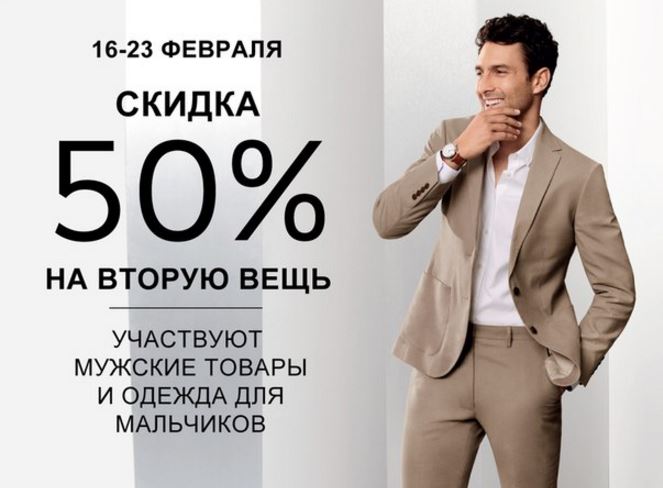 16-23 ФЕВРАЛЯ
СКИДКА
50%
НА ВТОРУЮ ВЕЩЬ
УЧАСТВУЮТ
МУЖСКИЕ ТОВАРЫ
И ОДЕЖДА ДЛЯ
МАЛЬЧИКОВ